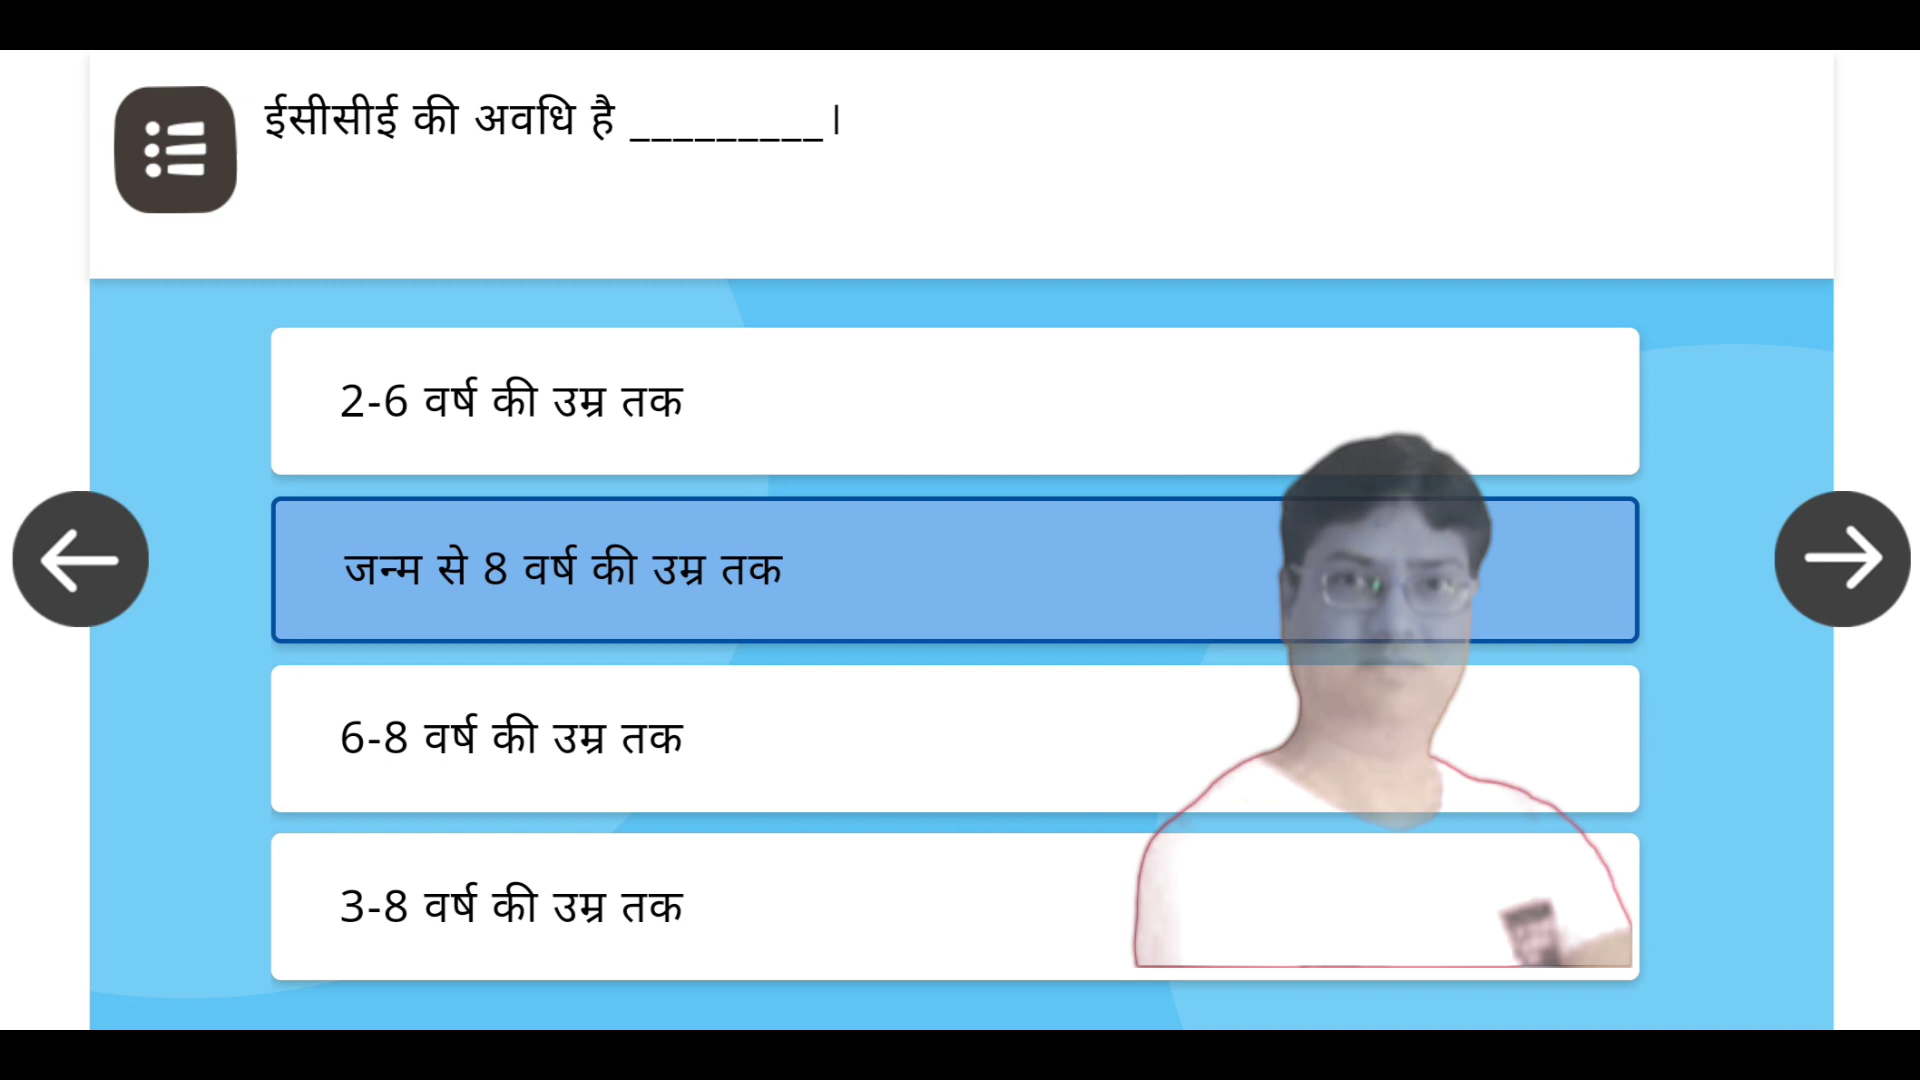 ईसीसीई की अवधि है _________।
2-6 वर्ष की उम्र तक
जन्म से 8 वर्ष की उम्र तक
6-8 वर्ष की उम्र तक
3-8 वर्ष की उम्र तक